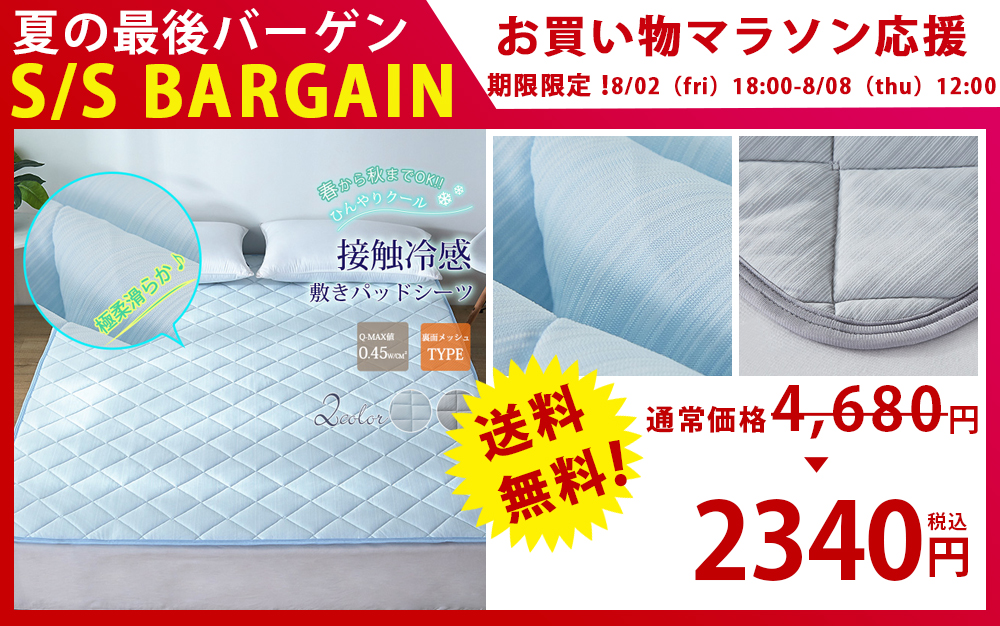 夏の最後バーゲン
S/S BARGAIN
お買い物マラソン応援
期限限定!8/02（fri）18:00-8/08（thu）12:00
春から秋までOK!!
ひんやりクール
接触冷感
敷きパッドシーツ
極柔滑らか♪
Q-MAX値
0.45W/CM²
裏面メッシュ
TYPE
2color
送料
無料!
通常価格4,680円
2340円
税込